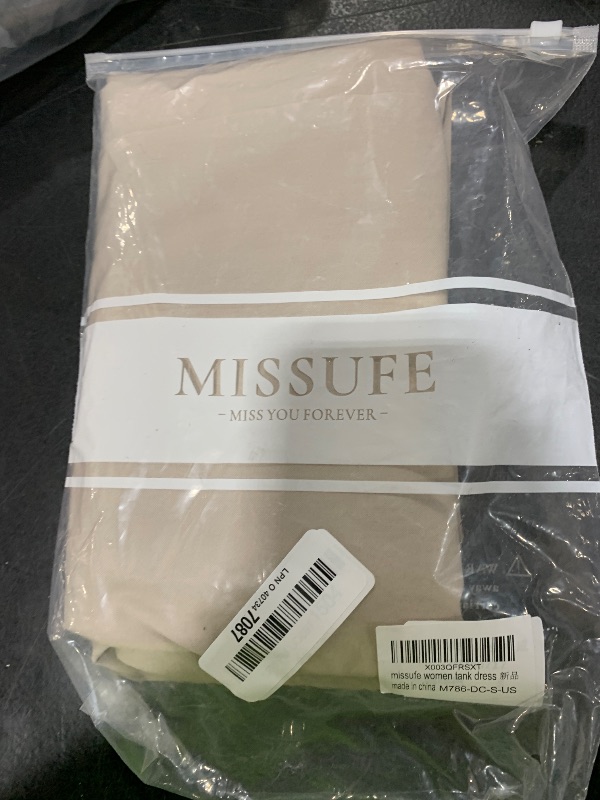 MISSUFE
- MISS YOU FOREVER -
LPN O 40734 7087
X003QFRSXT
missufe women tank dress 新品
made in china M786-DC-S-US